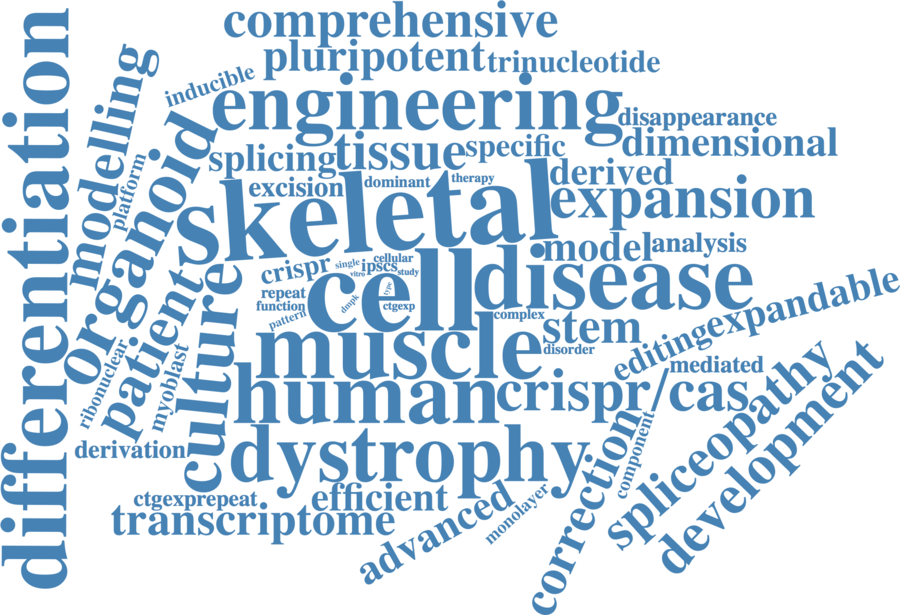 comprehensive
pluripotent
trinucleotide
inducible
engineering
disappearance
differentiation
modelling
platform
organoid
splicing
tissue
specific
dimensional
excision
dominant
therapy
derived
skeletal
expansion
model
analysis
crispr
single
ipscs
cellular
vitro
study
cell
disease
repeat
function
pattern
dmpk
type
ctgexp
complex
patient
culture
muscle
stem
disorder
editing
expandable
ribonuclear
myoblast
human
crispr/cas
mediated
derivation
dystrophy
correction
component
spliceopathy
development
ctgexprepeat
efficient
transcriptome
advanced
monolayer